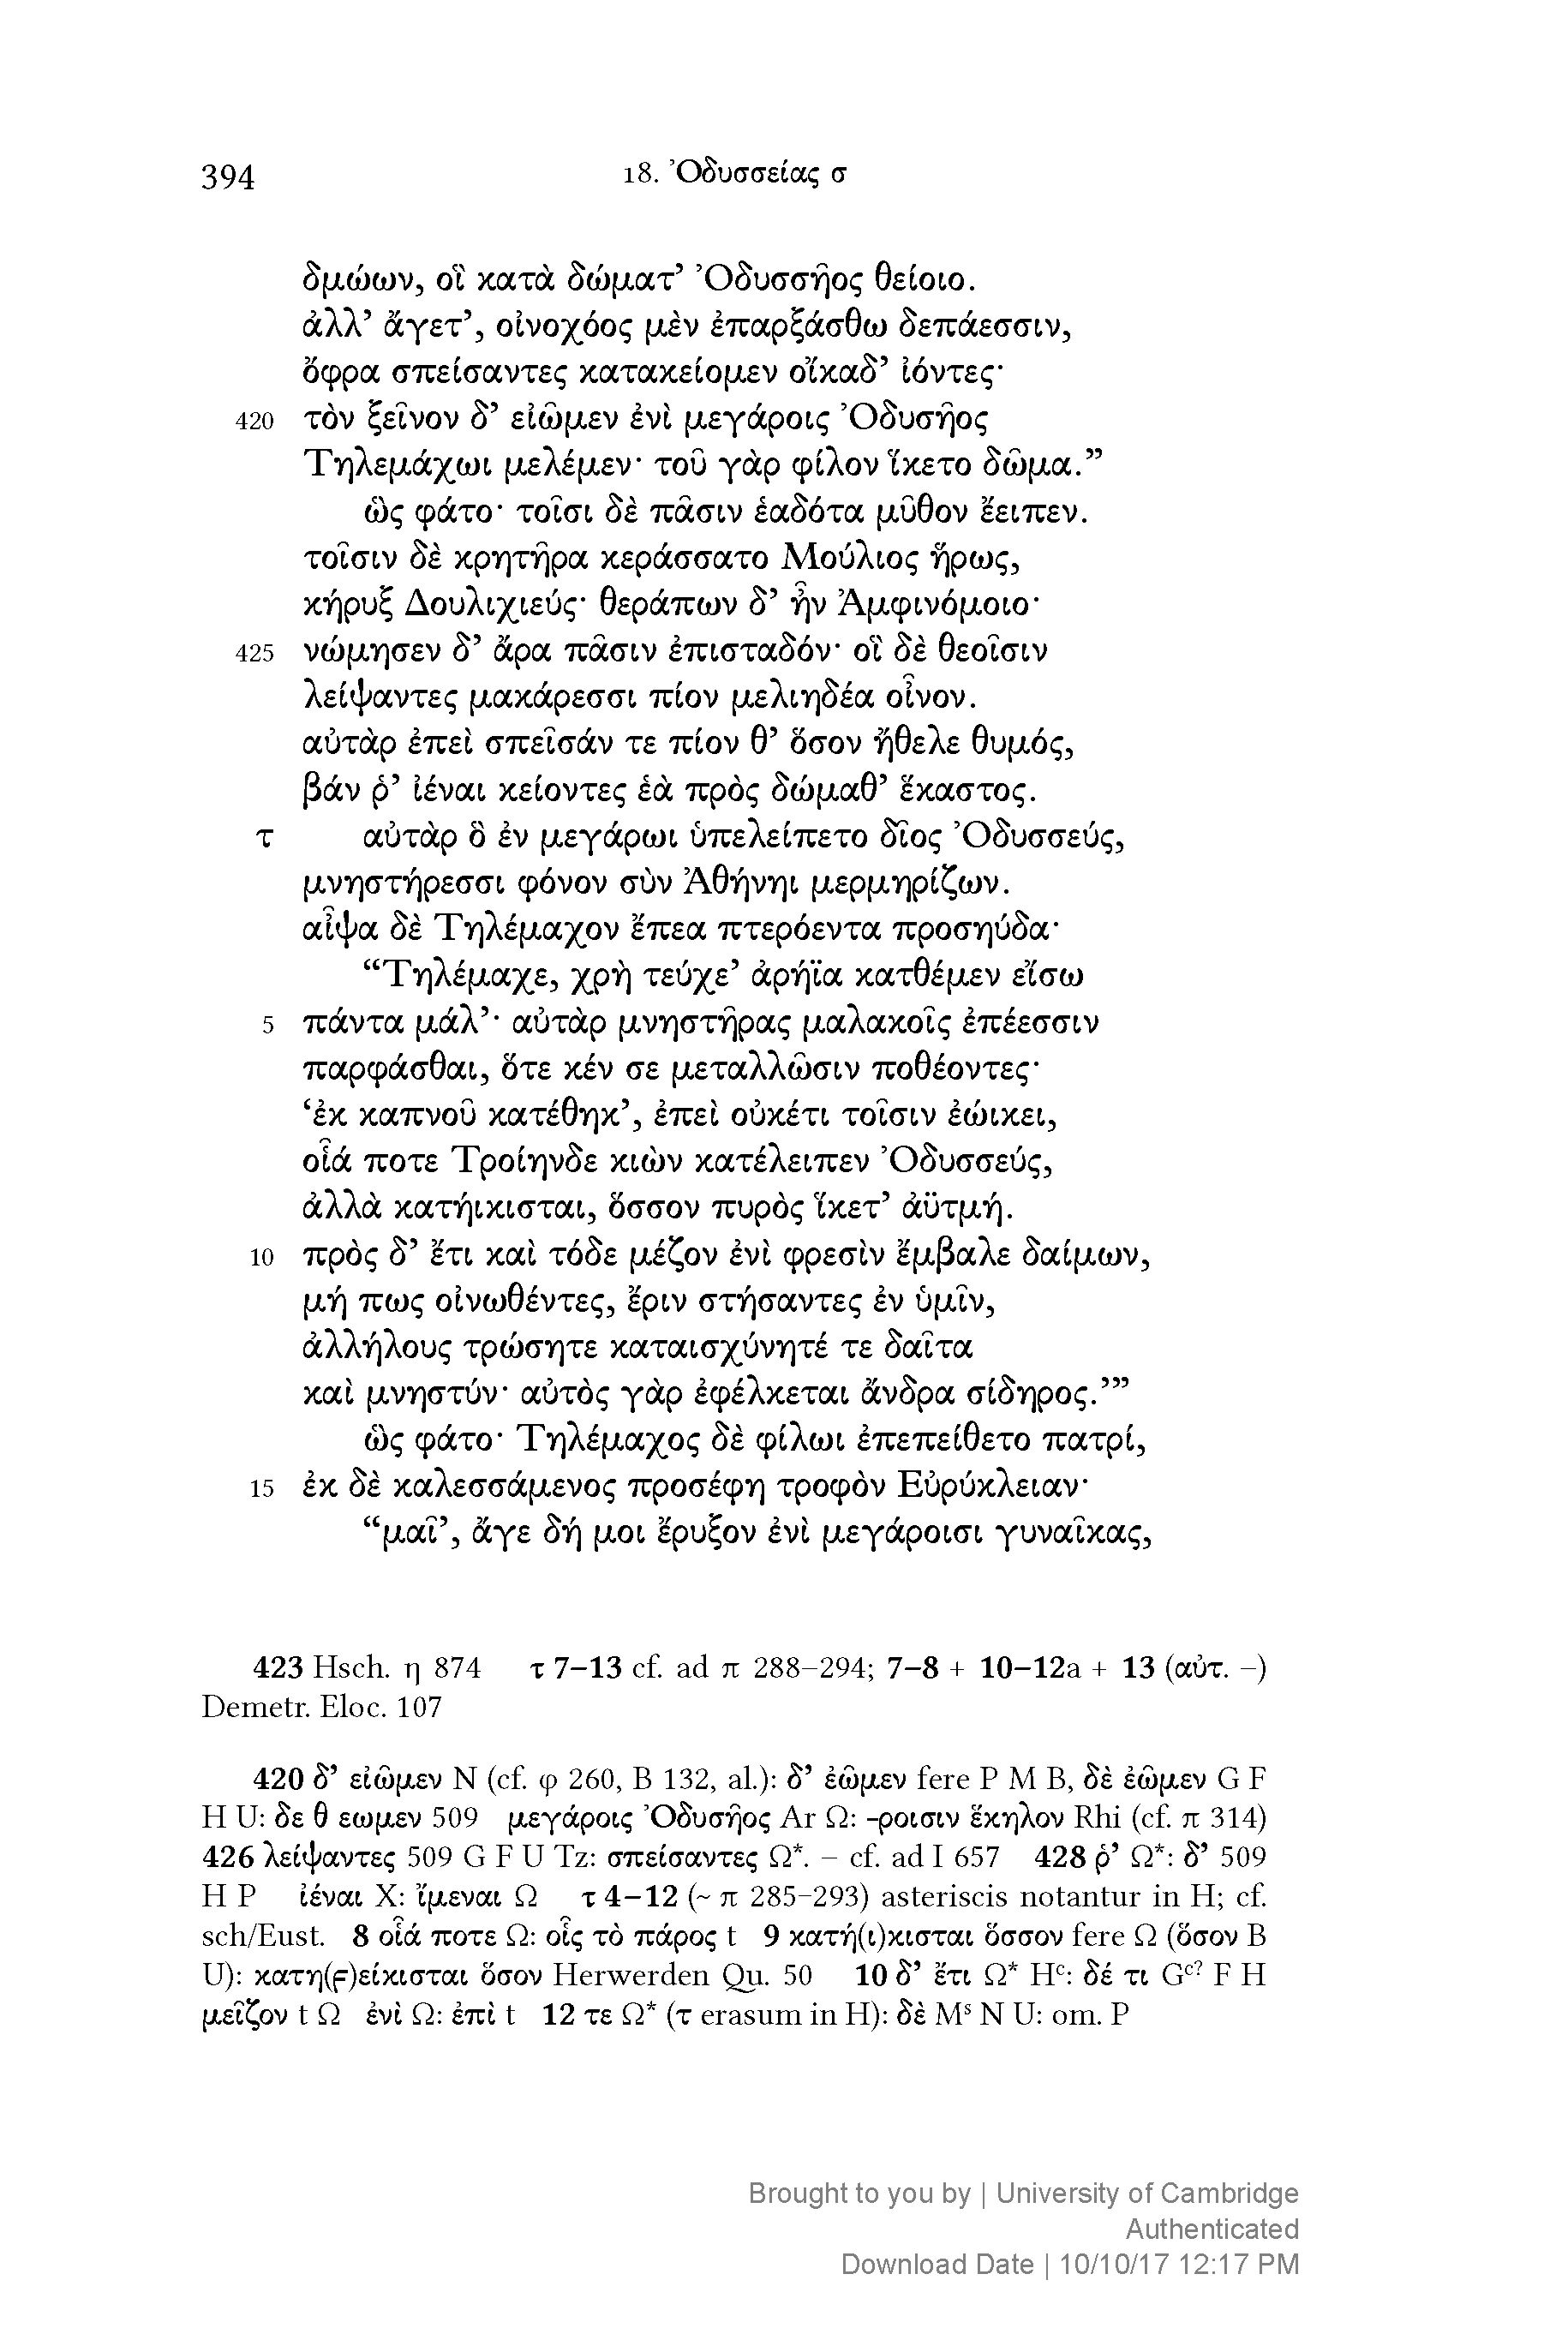 394 18. Ὀδυσσείας σ
δμώων, οἳ κατὰ δώματ’ Ὀδυσσῆος θείοιο.
ἀλλ’ ἄγετ’, οἰνοχόος μὲν ἐπαρξάσθω δεπάεσσιν,
ὄφρα σπείσαντες κατακείομεν οἴκαδ’ ἰόντες·
420 τὸν ξεῖνον δ’ εἰῶμεν ἐνὶ μεγάροις Ὀδυσῆος
Τηλεμάχωι μελέμεν· τοῦ γὰρ φίλον ἵκετο δῶμα.”
ὣς φάτο· τοῖσι δὲ πᾶσιν ἑαδότα μῦθον ἔειπεν.
τοῖσιν δὲ κρητῆρα κεράσσατο Μούλιος ἥρως,
κήρυξ Δουλιχιεύς· θεράπων δ’ ἦν Ἀμφινόμοιο·
425 νώμησεν δ’ ἄρα πᾶσιν ἐπισταδόν· οἳ δὲ θεοῖσιν
λείψαντες μακάρεσσι πίον μελιηδέα οἶνον.
αὐτὰρ ἐπεὶ σπεῖσάν τε πίον θ’ ὅσον ἤθελε θυμός,
βάν ῥ’ ἰέναι κείοντες ἑὰ πρὸς δώμαθ’ ἕκαστος.
τ αὐτὰρ ὃ ἐν μεγάρωι ὑπελείπετο δῖος Ὀδυσσεύς,
μνηστήρεσσι φόνον σὺν Ἀθήνηι μερμηρίζων.
αἶψα δὲ Τηλέμαχον ἔπεα πτερόεντα προσηύδα·
“Τηλέμαχε, χρὴ τεύχε’ ἀρήϊα κατθέμεν εἴσω
5 πάντα μάλ’· αὐτὰρ μνηστῆρας μαλακοῖς ἐπέεσσιν
παρφάσθαι, ὅτε κέν σε μεταλλῶσιν ποθέοντες·
‘ἐκ καπνοῦ κατέθηκ’, ἐπεὶ οὐκέτι τοῖσιν ἐώικει,
οἷά ποτε Τροίηνδε κιὼν κατέλειπεν Ὀδυσσεύς,
ἀλλὰ κατήικισται, ὅσσον πυρὸς ἵκετ’ ἀϋτμή.
10 πρὸς δ’ ἔτι καὶ τόδε μέζον ἐνὶ φρεσὶν ἔμβαλε δαίμων,
μή πως οἰνωθέντες, ἔριν στήσαντες ἐν ὑμῖν,
ἀλλήλους τρώσητε καταισχύνητέ τε δαῖτα
καὶ μνηστύν· αὐτὸς γὰρ ἐφέλκεται ἄνδρα σίδηρος.’”
ὣς φάτο· Τηλέμαχος δὲ φίλωι ἐπεπείθετο πατρί,
15 ἐκ δὲ καλεσσάμενος προσέφη τροφὸν Εὐρύκλειαν·
“μαῖ’, ἄγε δή μοι ἔρυξον ἐνὶ μεγάροισι γυναῖκας,
423 Hsch. η 874 τ 7–13 cf. ad π 288–294; 7–8 + 10–12a + 13 (αὐτ. –)
Demetr. Eloc. 107
420 δ’ εἰῶμεν N (cf. φ 260, B 132, al.): δ’ ἐῶμεν fere P M B, δὲ ἐῶμεν G F
H U: δε θ εωμεν 509 μεγάροις Ὀδυσῆος Ar Ω: -ροισιν ἕκηλον Rhi (cf. π 314)
426 λείψαντες 509 G F U Tz: σπείσαντες Ω*. – cf. ad I 657 428 ῥ’ Ω*: δ’ 509
H P ἰέναι X: ἴμεναι Ω τ 4–12 (~ π 285–293) asteriscis notantur in H; cf.
sch/Eust. 8 οἷά ποτε Ω: οἷς τὸ πάρος t 9 κατή(ι)κισται ὅσσον fere Ω (ὅσον B
U): κατη(ϝ)είκισται ὅσον Herwerden Qu. 50 10 δ’ ἔτι Ω* Hᶜ: δέ τι Gᶜ? F H
μεῖζον t Ω ἐνὶ Ω: ἐπὶ t 12 τε Ω* (τ erasum in H): δὲ Mˢ N U: om. P
Brought to you by | University of Cambridge
Authenticated
Download Date | 10/10/17 12:17 PM